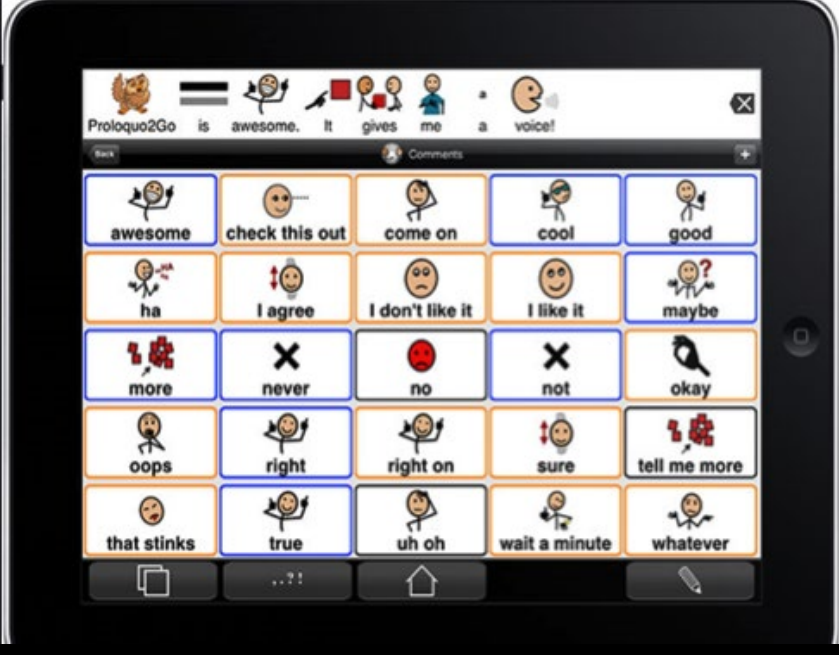 Proloquo2Go is awesome. It gives me a voice!
Back Comments +
awesome check this out come on cool good
HA
ha I agree I don't like it I like it maybe
more never no not okay
oops right right on sure tell me more
that stinks true uh oh wait a minute whatever
,.?!